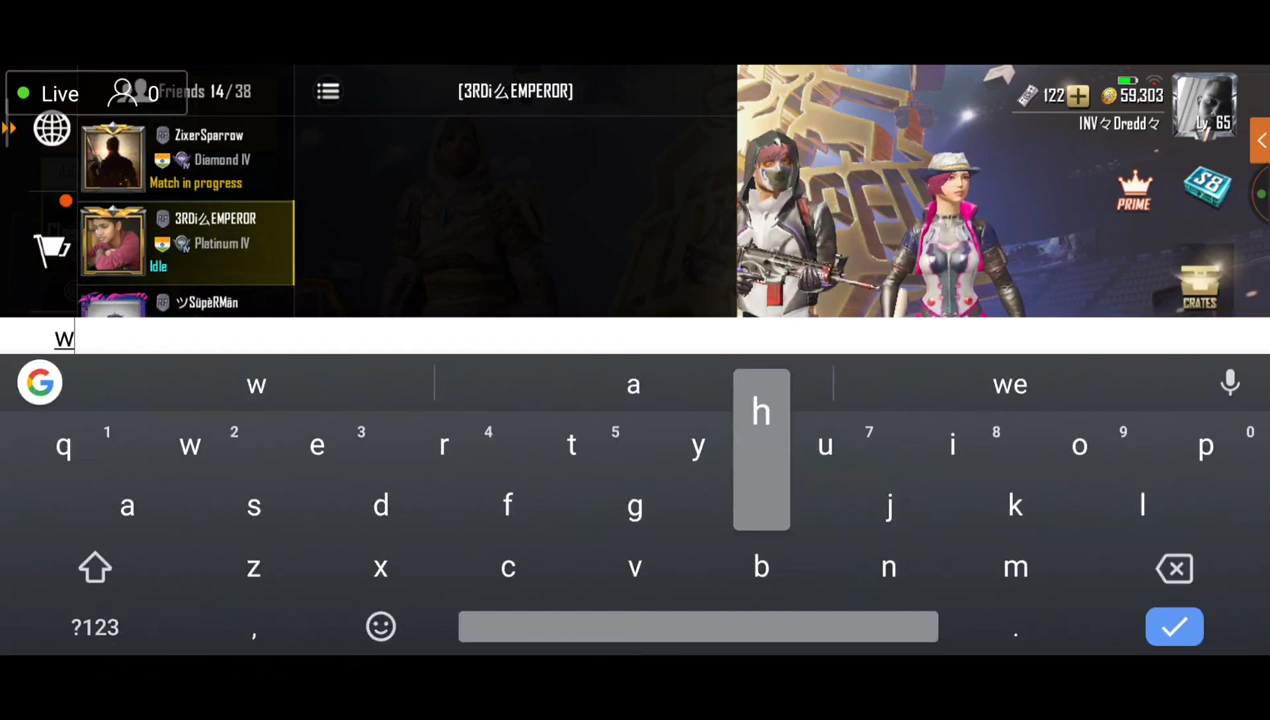 Live
0
Friends 14/38
[3RDi么EMPEROR]
122
59,303
INV々Dredd々
Lv. 65
ZixerSparrow
Diamond IV
Match in progress
3RDi么EMPEROR
Platinum IV
Idle
ツSüpèRMän
PRIME
S8
CRATES
w
w a we
h
q 1 w 2 e 3 r 4 t 5 y u 7 i 8 o 9 p 0
a s d f g j k l
z x c v b n m
?123 , .